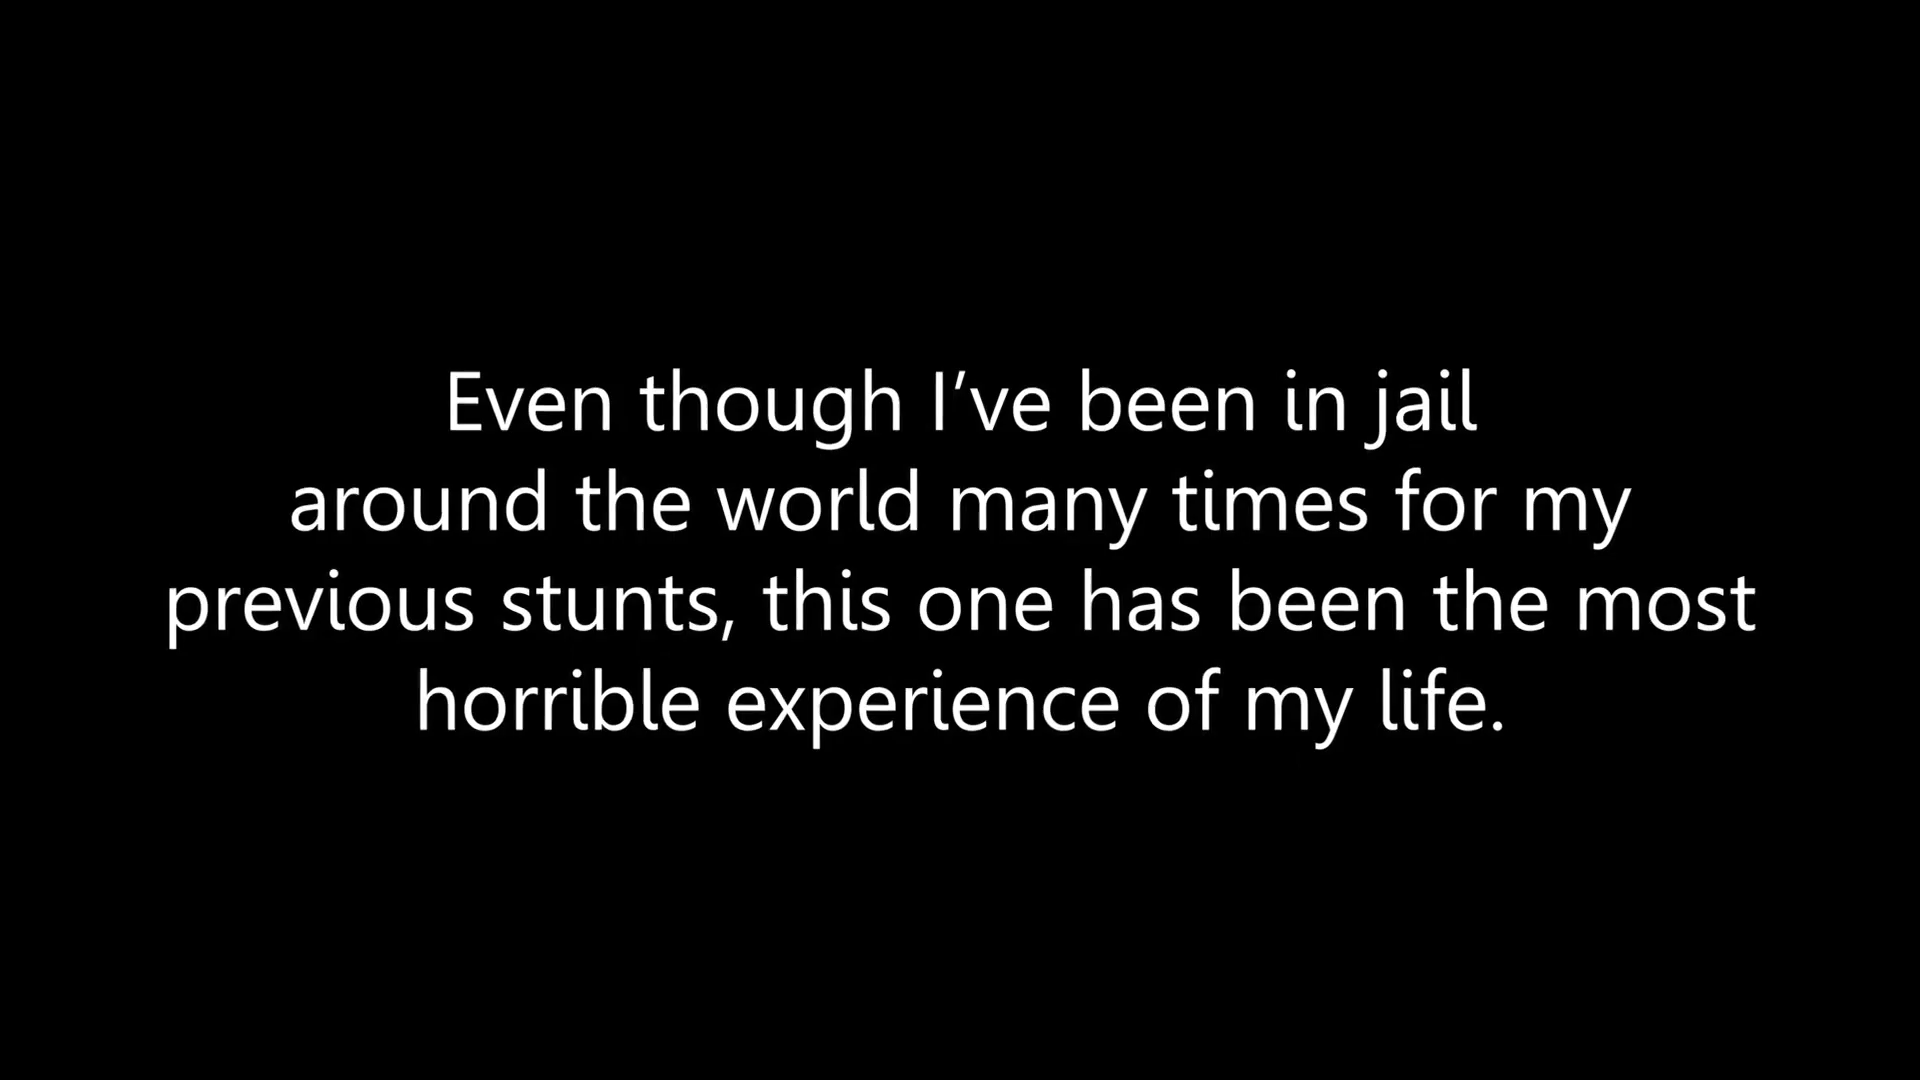 Even though I’ve been in jail
around the world many times for my
previous stunts, this one has been the most
horrible experience of my life.